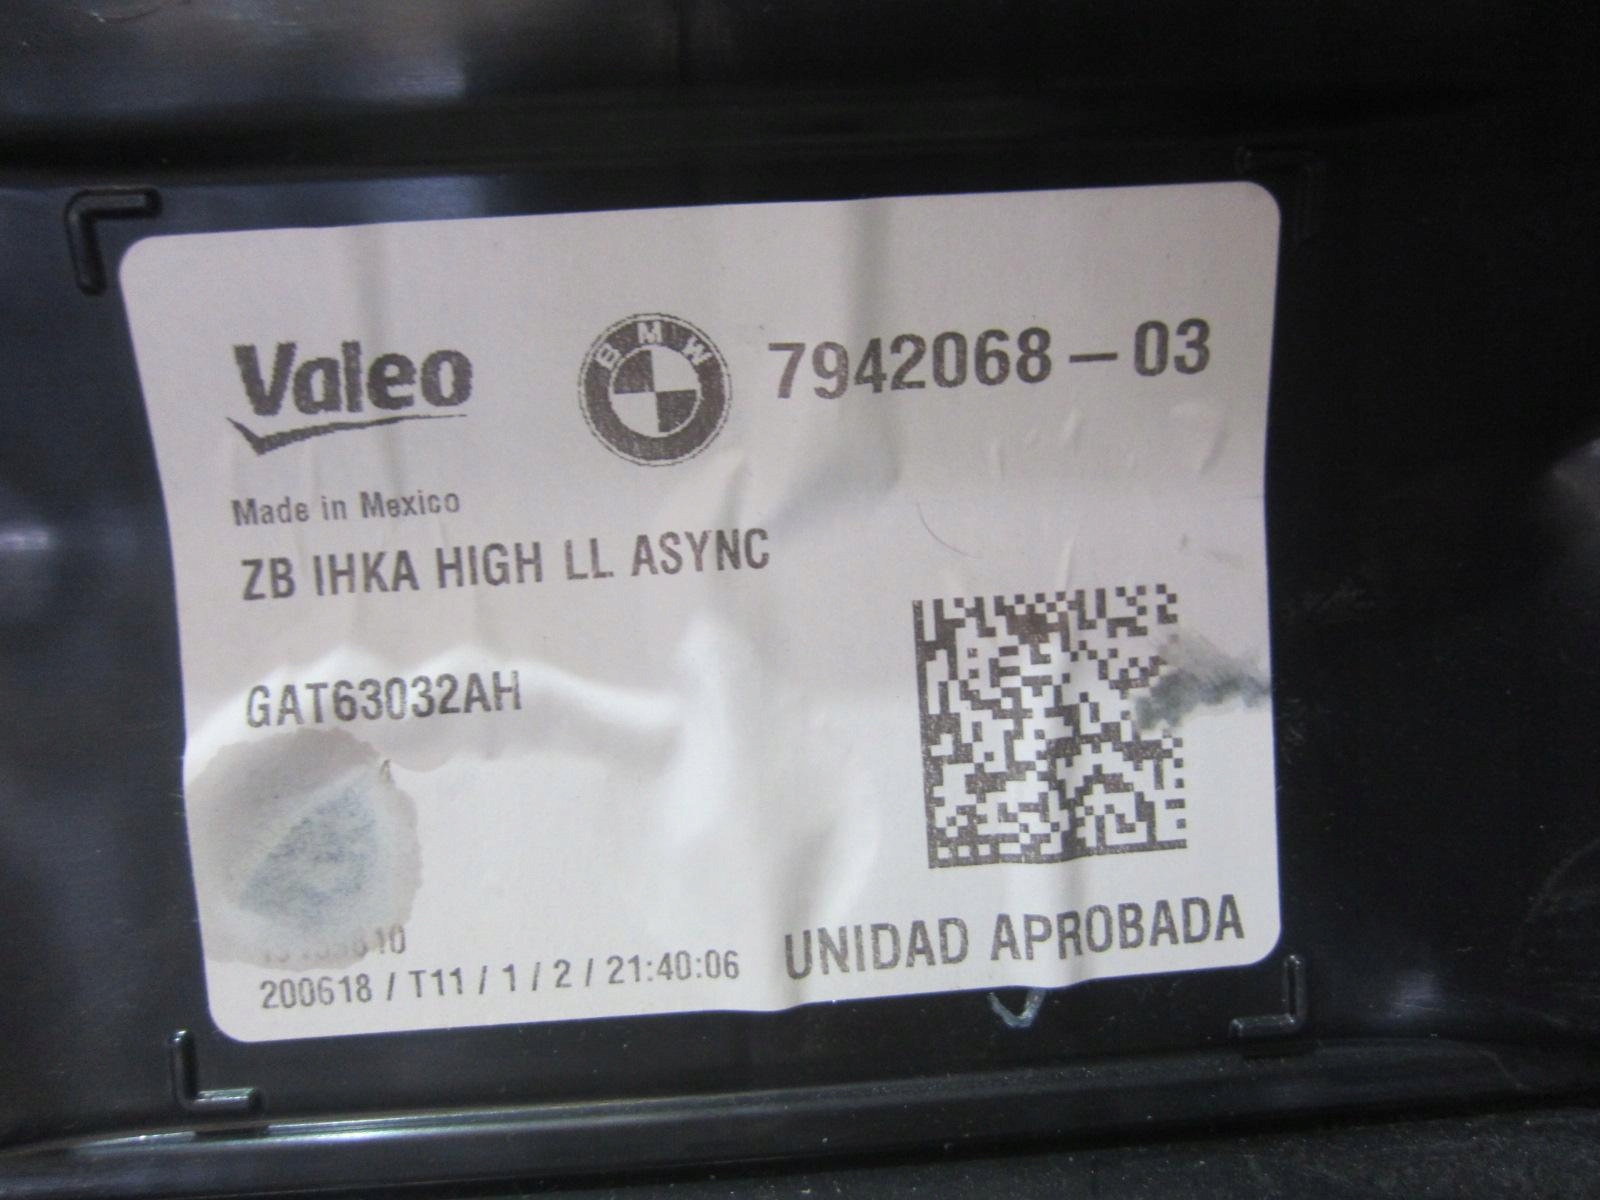 Valeo BMW 7942068-03
Made in Mexico
ZB IHKA HIGH LL ASYNC
GAT63032AH
200618 / T11 / 1 / 2 / 21:40:06
UNIDAD APROBADA